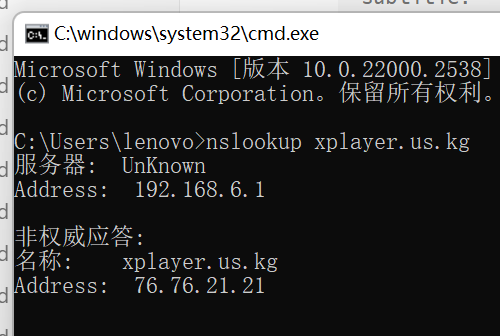 subtitle:
C:\windows\system32\cmd.exe
Microsoft Windows [版本 10.0.22000.2538]
(c) Microsoft Corporation。保留所有权利。
C:\Users\lenovo>nslookup xplayer.us.kg
服务器:  UnKnown
Address:  192.168.6.1
非权威应答:
名称:    xplayer.us.kg
Address:  76.76.21.21